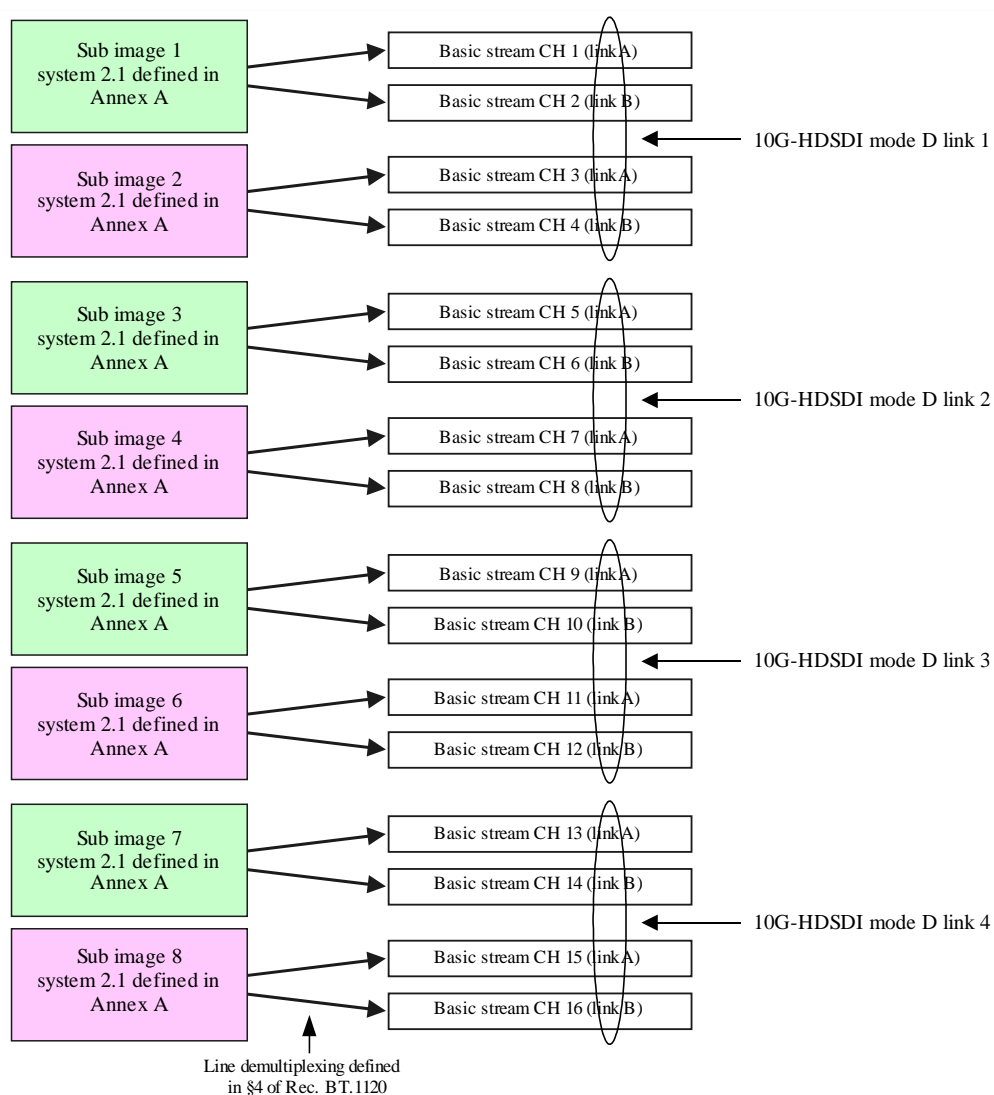 Sub image 1
system 2.1 defined in
Annex A
Basic stream CH 1 (link A)
Basic stream CH 2 (link B)
10G-HDSDI mode D link 1
Sub image 2
system 2.1 defined in
Annex A
Basic stream CH 3 (link A)
Basic stream CH 4 (link B)
Sub image 3
system 2.1 defined in
Annex A
Basic stream CH 5 (link A)
Basic stream CH 6 (link B)
10G-HDSDI mode D link 2
Sub image 4
system 2.1 defined in
Annex A
Basic stream CH 7 (link A)
Basic stream CH 8 (link B)
Sub image 5
system 2.1 defined in
Annex A
Basic stream CH 9 (link A)
Basic stream CH 10 (link B)
10G-HDSDI mode D link 3
Sub image 6
system 2.1 defined in
Annex A
Basic stream CH 11 (link A)
Basic stream CH 12 (link B)
Sub image 7
system 2.1 defined in
Annex A
Basic stream CH 13 (link A)
Basic stream CH 14 (link B)
10G-HDSDI mode D link 4
Sub image 8
system 2.1 defined in
Annex A
Basic stream CH 15 (link A)
Basic stream CH 16 (link B)
Line demultiplexing defined
in §4 of Rec. BT.1120